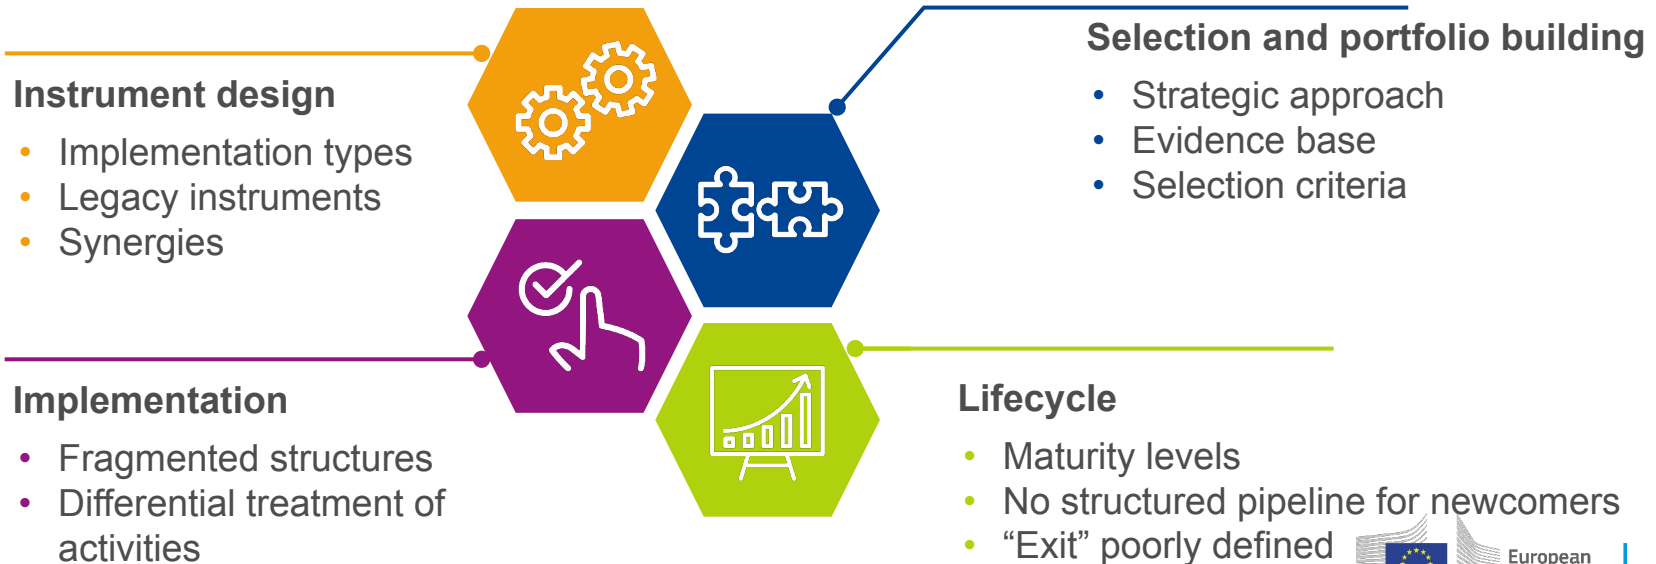 Instrument design
• Implementation types
• Legacy instruments
• Synergies
Selection and portfolio building
• Strategic approach
• Evidence base
• Selection criteria
Implementation
• Fragmented structures
• Differential treatment of
activities
Lifecycle
• Maturity levels
• No structured pipeline for newcomers
• “Exit” poorly defined
European